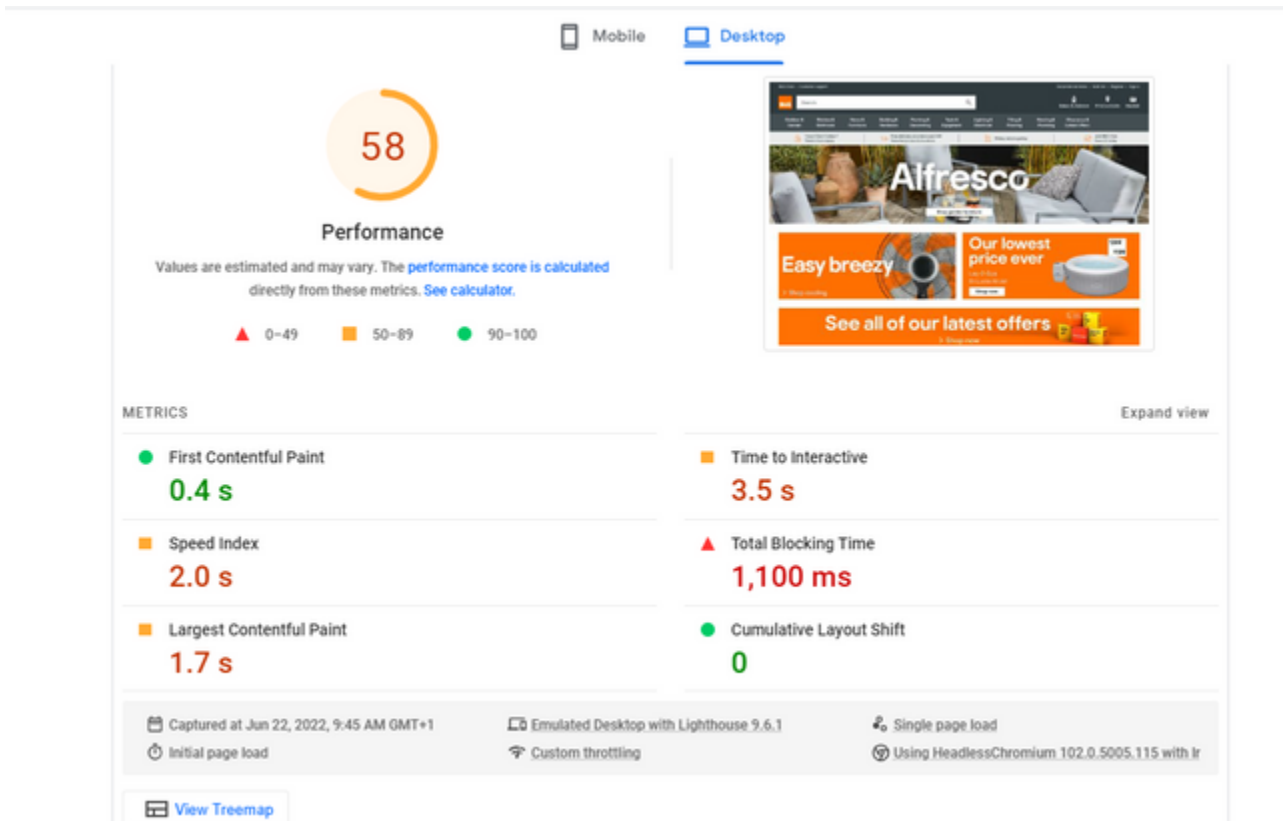 Mobile
Desktop
58
Performance
Values are estimated and may vary. The performance score is calculated
directly from these metrics. See calculator.
0–49
50–89
90–100
Alfresco
Easy breezy
Our lowest
price ever
Shop now
See all of our latest offers
> Shop now
METRICS
Expand view
First Contentful Paint
0.4 s
Time to Interactive
3.5 s
Speed Index
2.0 s
Total Blocking Time
1,100 ms
Largest Contentful Paint
1.7 s
Cumulative Layout Shift
0
Captured at Jun 22, 2022, 9:45 AM GMT+1
Emulated Desktop with Lighthouse 9.6.1
Single page load
Initial page load
Custom throttling
Using HeadlessChromium 102.0.5005.115 with lr
View Treemap